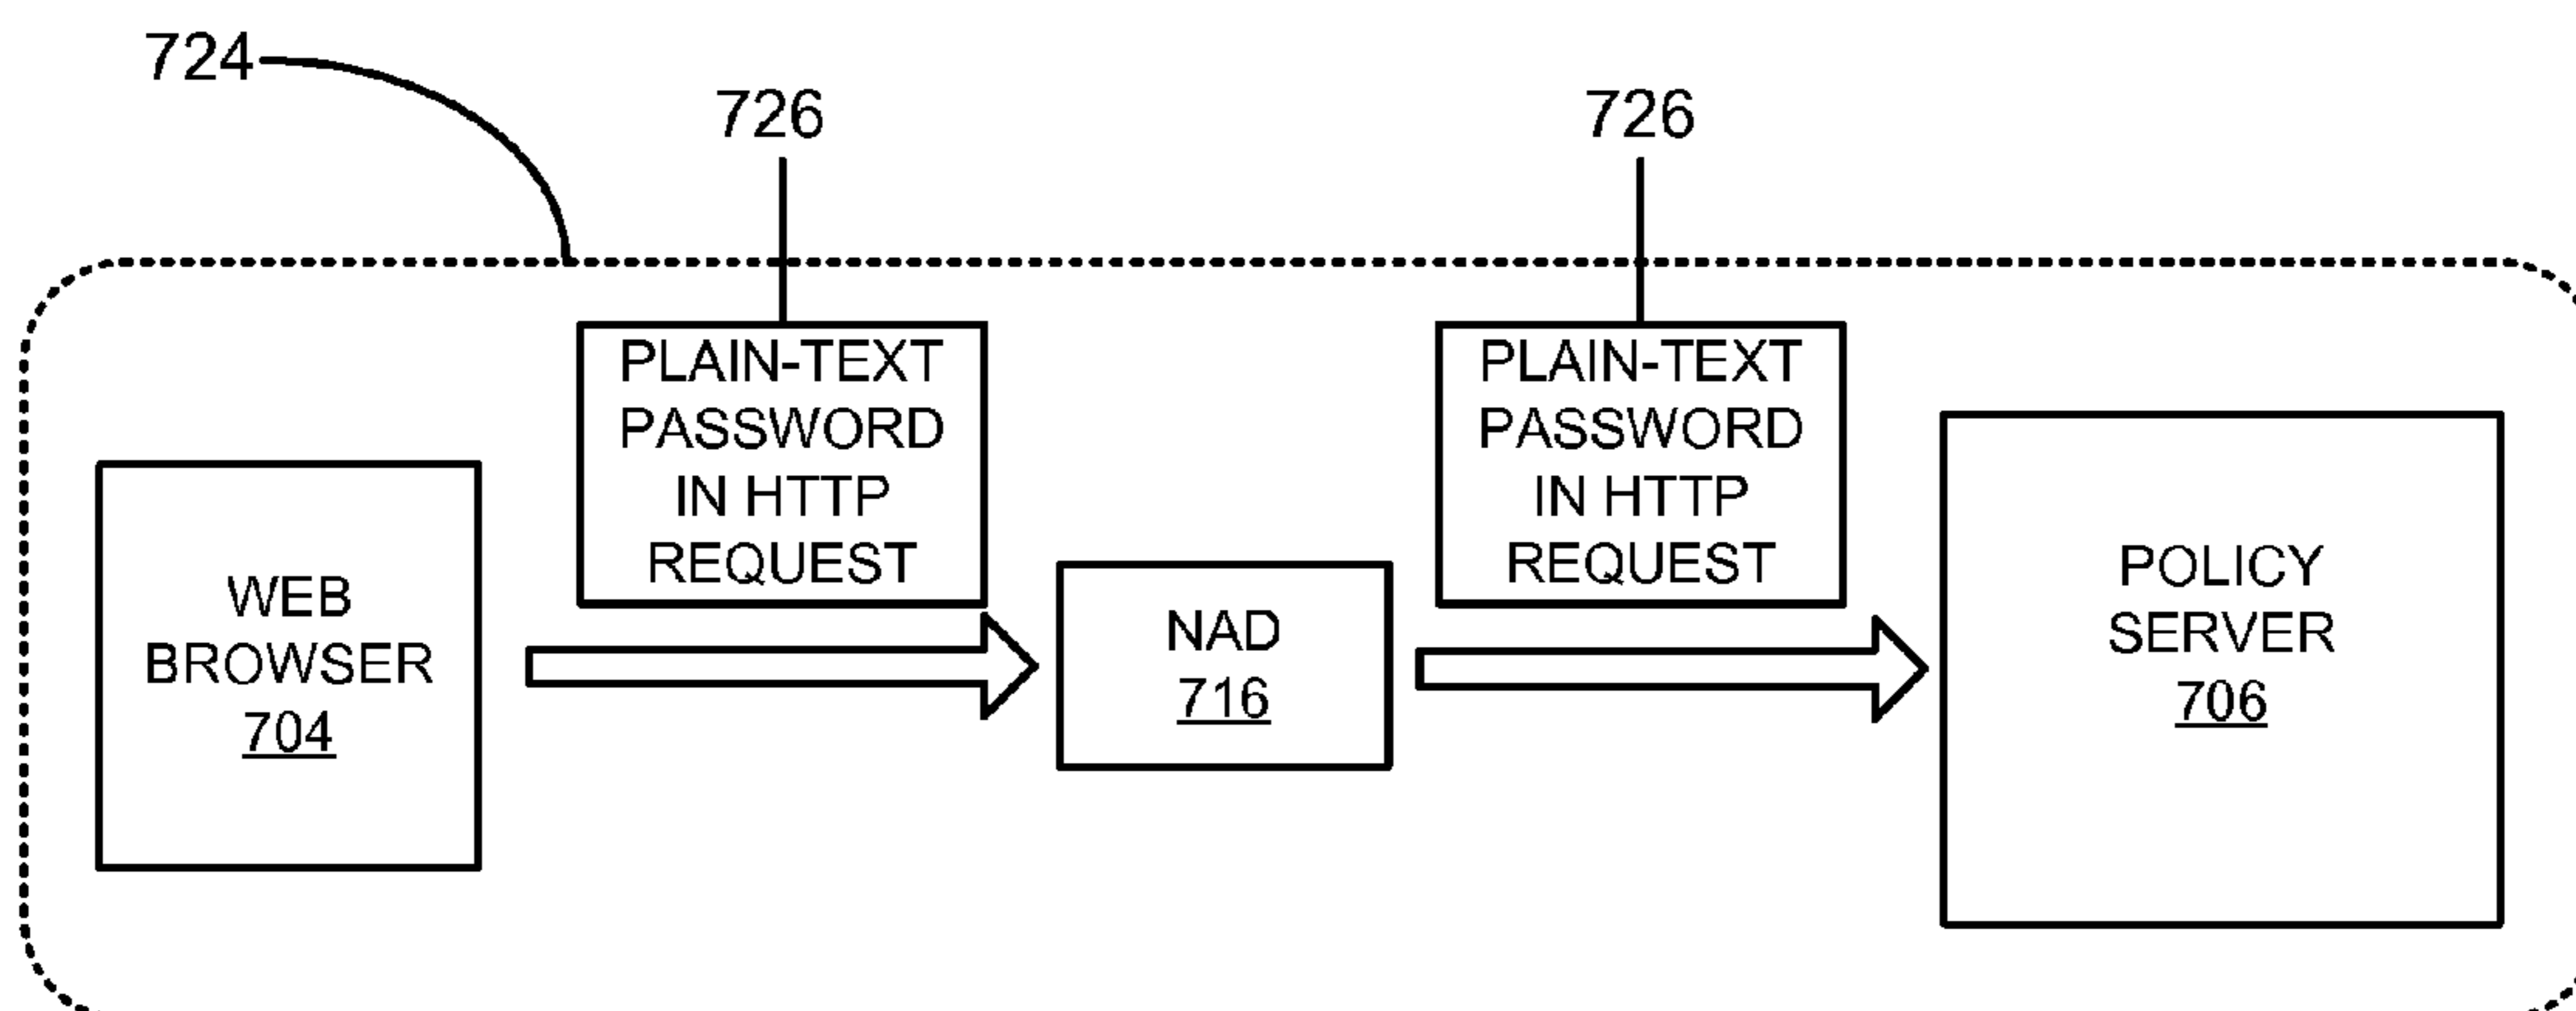 724
726
726
PLAIN-TEXT
PASSWORD
IN HTTP
REQUEST
PLAIN-TEXT
PASSWORD
IN HTTP
REQUEST
WEB
BROWSER
704
NAD
716
POLICY
SERVER
706